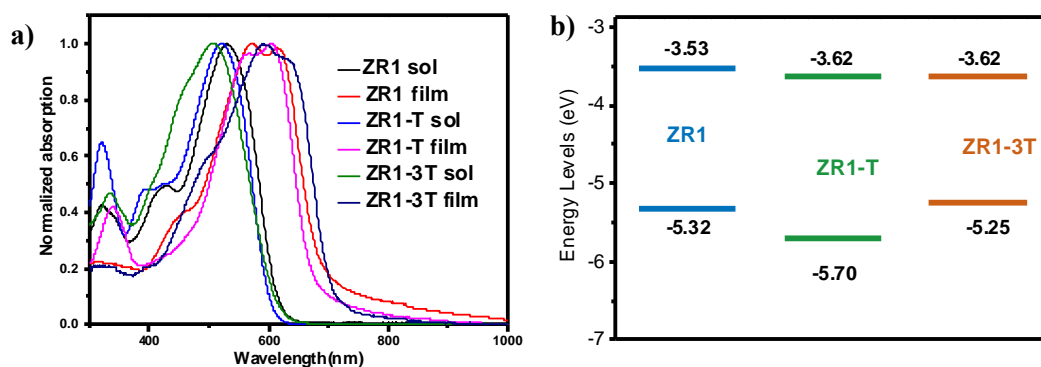 a)
Normalized absorption
1.0
0.8
0.6
0.4
0.2
0.0
400
600
800
1000
Wavelength(nm)
ZR1 sol
ZR1 film
ZR1-T sol
ZR1-T film
ZR1-3T sol
ZR1-3T film
b)
Energy Levels (eV)
-3
-4
-5
-6
-7
-3.53
ZR1
-5.32
-3.62
ZR1-T
-5.70
-3.62
ZR1-3T
-5.25